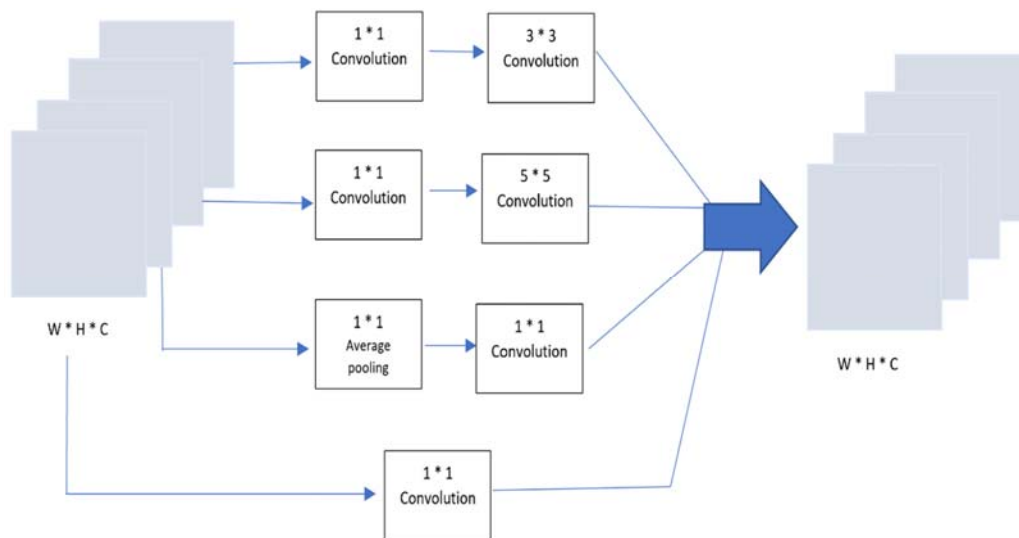 1 * 1
Convolution
3 * 3
Convolution
1 * 1
Convolution
5 * 5
Convolution
1 * 1
Average
pooling
1 * 1
Convolution
W * H * C
W * H * C
1 * 1
Convolution